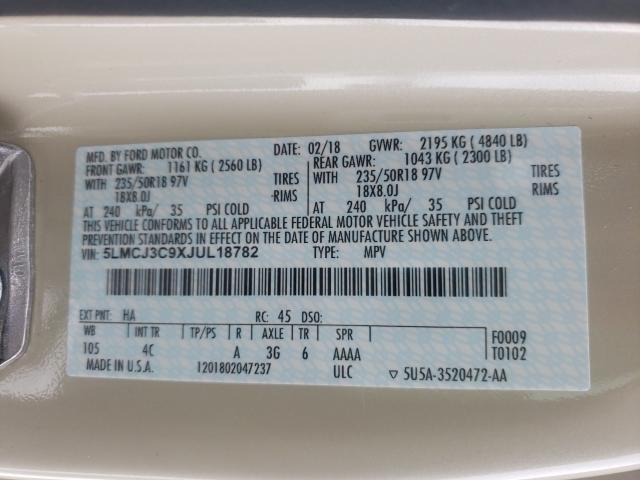 MFD. BY FORD MOTOR CO.
DATE: 02/18 GVWR: 2195 KG ( 4840 LB)
FRONT GAWR: 1161 KG ( 2560 LB)
REAR GAWR: 1043 KG ( 2300 LB)
WITH 235/50R18 97V TIRES
WITH 235/50R18 97V TIRES
18X8.0J RIMS
18X8.0J RIMS
AT 240 kPa/ 35 PSI COLD
AT 240 kPa/ 35 PSI COLD
THIS VEHICLE CONFORMS TO ALL APPLICABLE FEDERAL MOTOR VEHICLE SAFETY AND THEFT
PREVENTION STANDARDS IN EFFECT ON THE DATE OF MANUFACTURE SHOWN ABOVE.
VIN: 5LMCJ3C9XJUL18782 TYPE: MPV
EXT PNT: HA RC: 45 DSO:
WB INT TR TP/PS R AXLE TR SPR F0009
105 4C A 3G 6 AAAA T0102
MADE IN U.S.A. 1201802047237 ULC ▽ 5U5A-3520472-AA